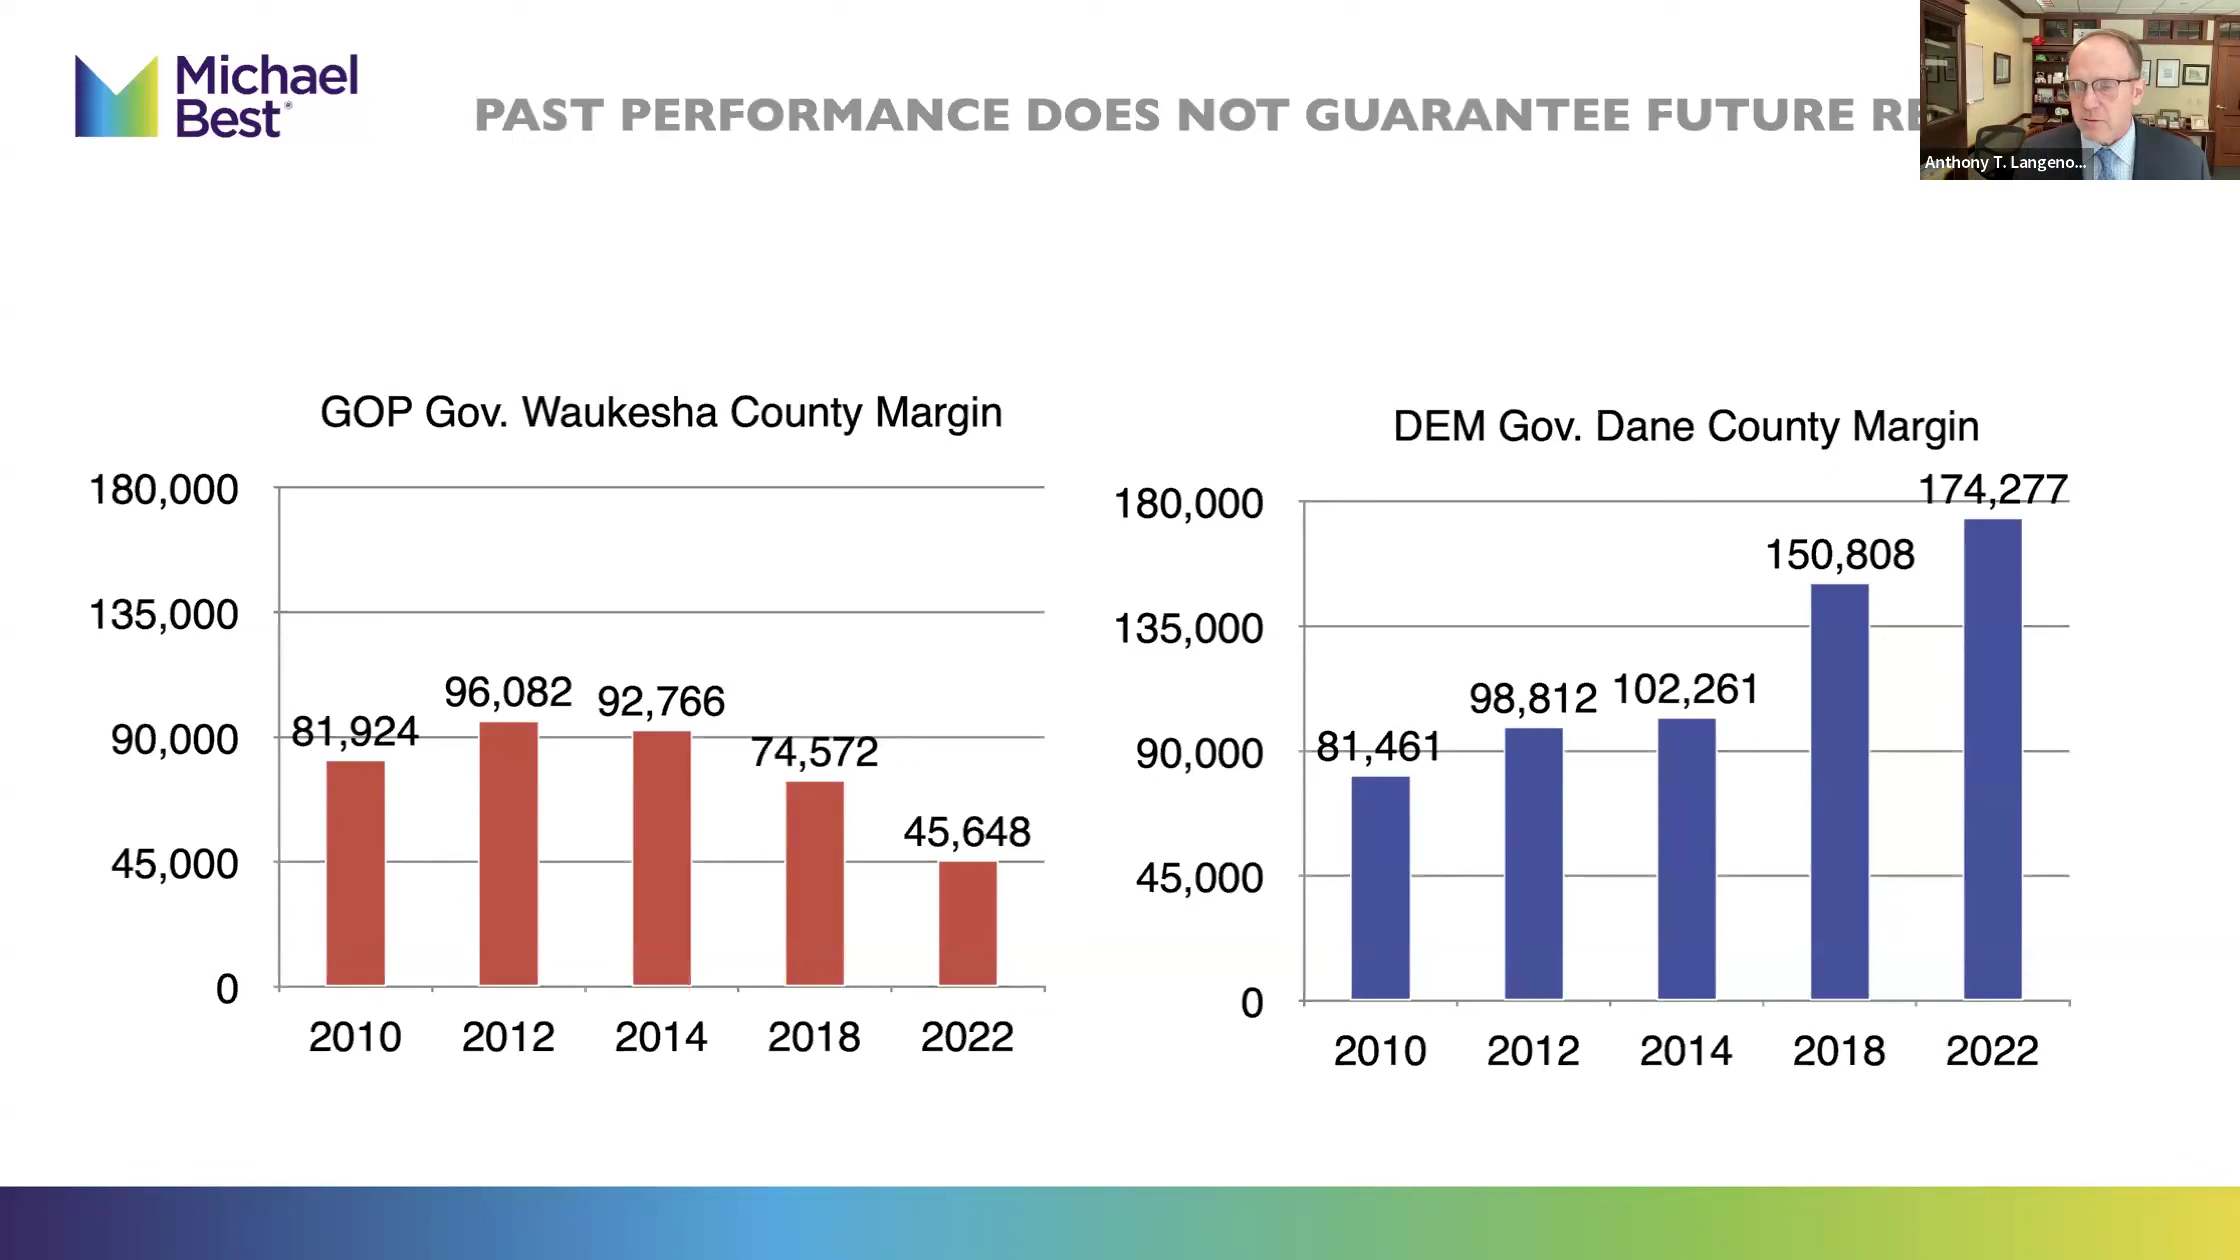 Michael
Best®
PAST PERFORMANCE DOES NOT GUARANTEE FUTURE RE
Anthony T. Langeno...
GOP Gov. Waukesha County Margin
180,000
135,000
90,000
45,000
0
81,924
96,082
92,766
74,572
45,648
2010 2012 2014 2018 2022
DEM Gov. Dane County Margin
180,000
135,000
90,000
45,000
0
81,461
98,812
102,261
150,808
174,277
2010 2012 2014 2018 2022